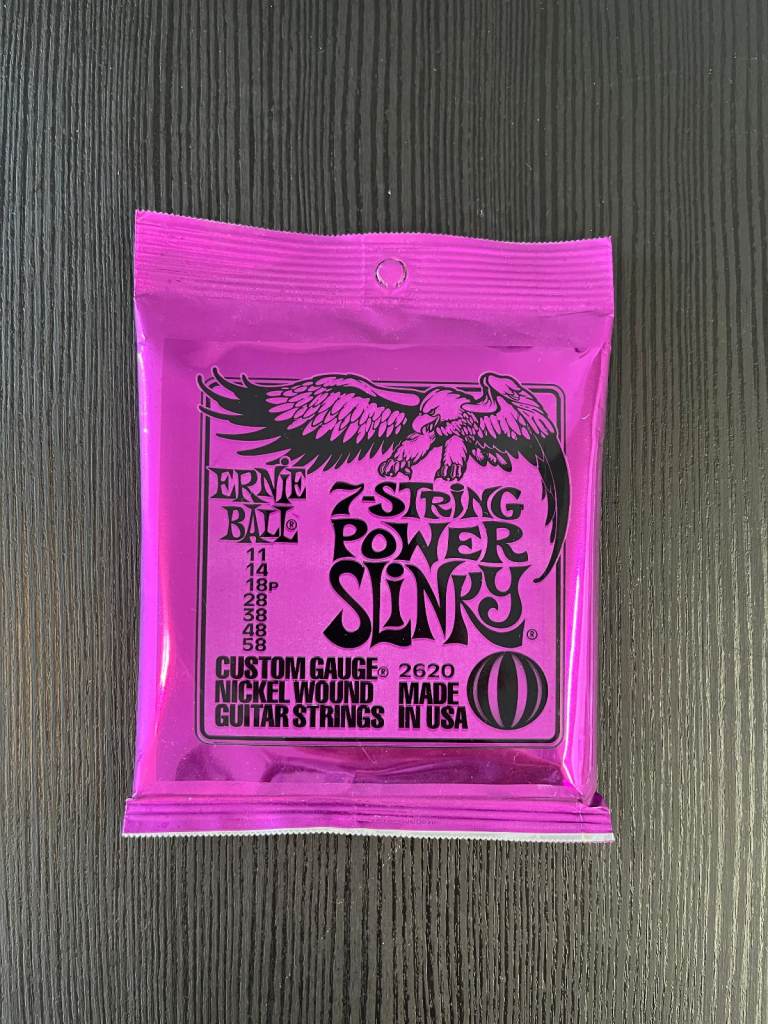 ERNIE
BALL®
11
14
18P
28
38
48
58
7-STRING
POWER
SLINKY®
CUSTOM GAUGE®
NICKEL WOUND
GUITAR STRINGS
2620
MADE
IN USA